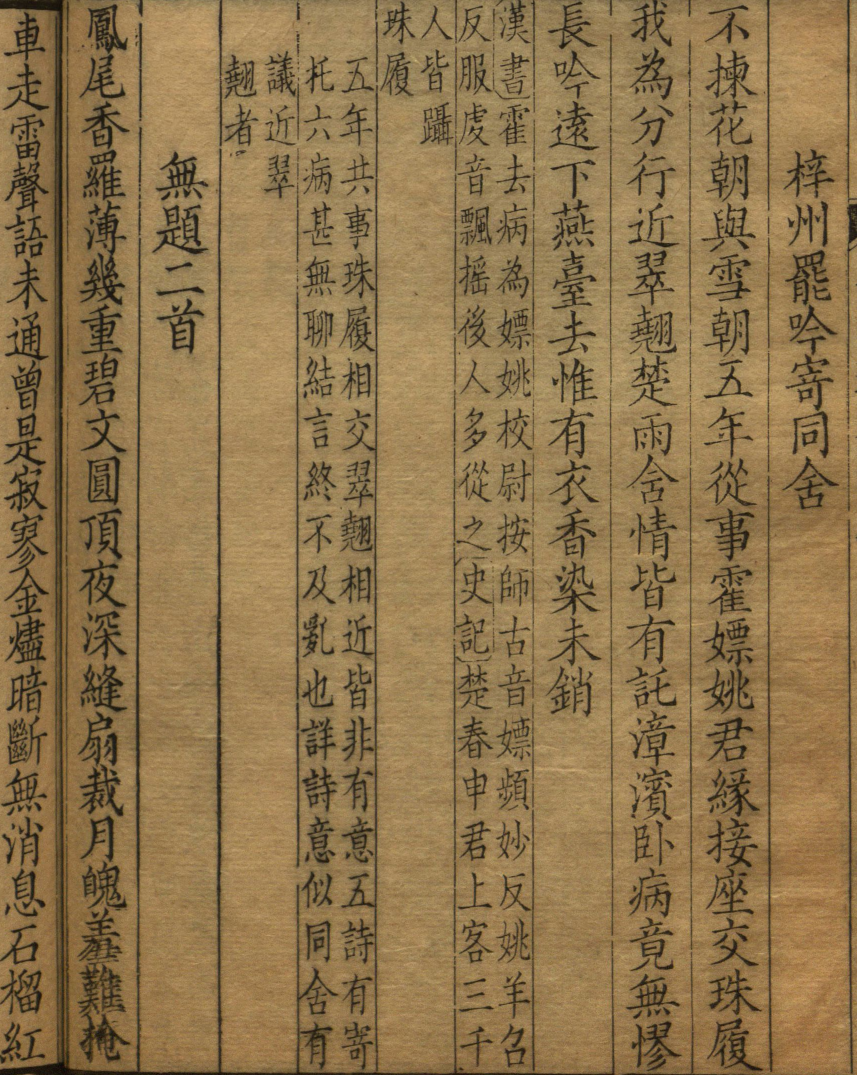 梓州罷吟寄同舍
不揀花朝與雪朝五年從事霍嫖姚君緣接座交珠履
我為分行近翠翹楚雨含情皆有託漳濱卧病竟無憀
長吟遠下燕臺去惟有衣香染未銷
漢書霍去病為嫖姚校尉按師古音嫖頻妙反姚羊召
反服虔音飄摇後人多從之史記楚春申君上客三千
人皆躡
珠履
五年共事珠履相交翠翹相近皆非有意五詩有寄
托六病甚無聊結言終不及亂也詳詩意似同舍有
議近翠
翹者
無題二首
鳳尾香羅薄幾重碧文圓頂夜深縫扇裁月魄羞難掩
車走雷聲語未通曾是寂寥金燼暗斷無消息石榴紅